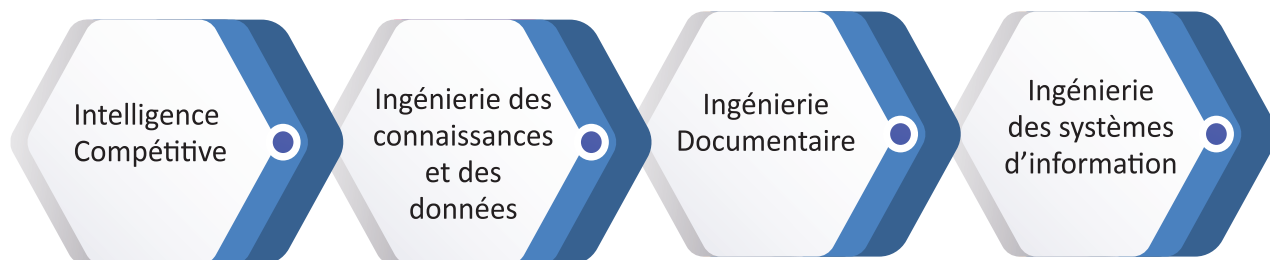 Intelligence
Compétitive
Ingénierie des
connaissances
et des
données
Ingénierie
Documentaire
Ingénierie
des systèmes
d’information